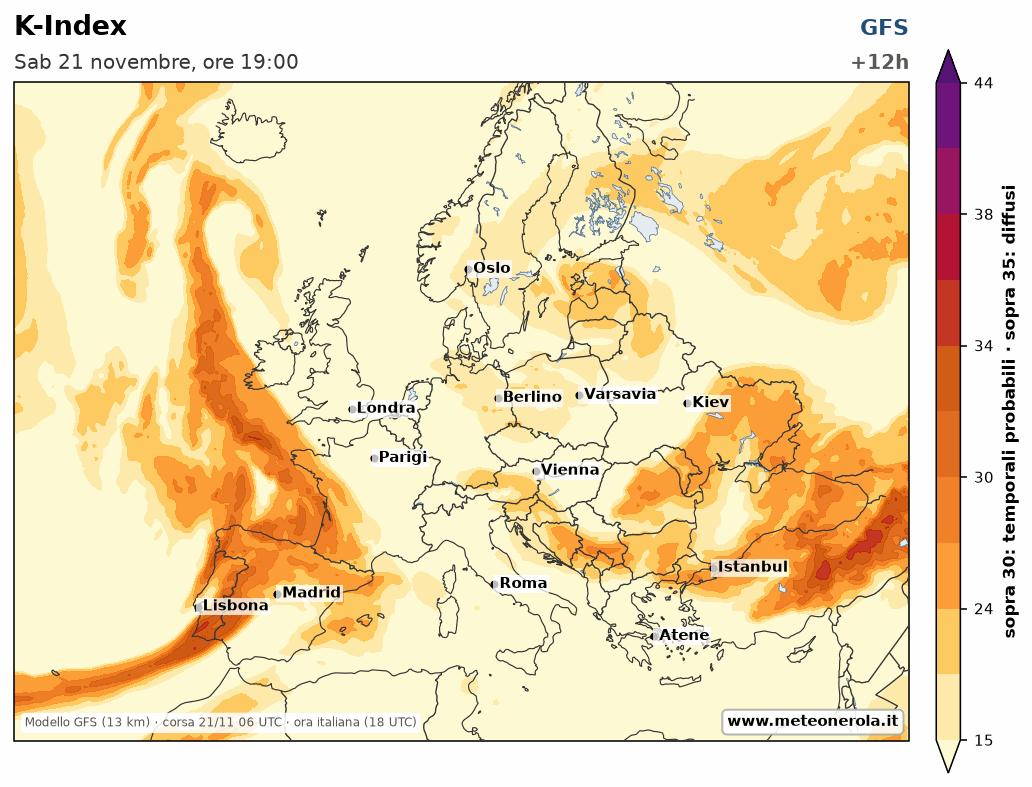 K-Index
GFS
Sab 21 novembre, ore 19:00
+12h
44
38
34
30
24
15
sopra 30: temporali probabili · sopra 35: diffusi
Oslo
Berlino
Varsavia
Kiev
Londra
Parigi
Vienna
Istanbul
Roma
Madrid
Lisbona
Atene
Modello GFS (13 km) · corsa 21/11 06 UTC · ora italiana (18 UTC)
www.meteonerola.it